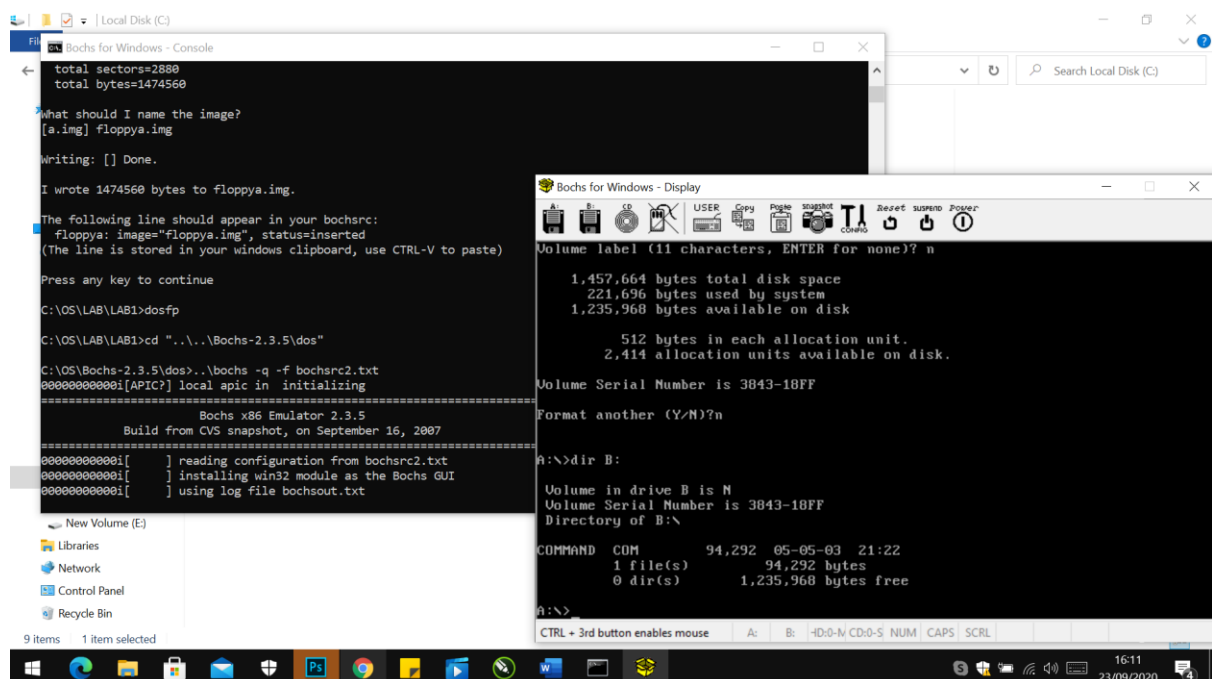 Local Disk (C:)
Bochs for Windows - Console
Search Local Disk (C:)
total sectors=2880
total bytes=1474560
What should I name the image?
[a.img] floppya.img
Writing: [] Done.
I wrote 1474560 bytes to floppya.img.
The following line should appear in your bochsrc:
floppya: image="floppya.img", status=inserted
(The line is stored in your windows clipboard, use CTRL-V to paste)
Press any key to continue
C:\OS\LAB\LAB1>dosfp
C:\OS\LAB\LAB1>cd "..\..\Bochs-2.3.5\dos"
C:\OS\Bochs-2.3.5\dos>..\bochs -q -f bochsrc2.txt
00000000000i[APIC?] local apic in  initializing
========================================================================
Bochs x86 Emulator 2.3.5
Build from CVS snapshot, on September 16, 2007
========================================================================
00000000000i[     ] reading configuration from bochsrc2.txt
00000000000i[     ] installing win32 module as the Bochs GUI
00000000000i[     ] using log file bochsout.txt
New Volume (E:)
Libraries
Network
Control Panel
Recycle Bin
9 items
1 item selected
Bochs for Windows - Display
A: B: CD USER Copy Paste snapshot CONFIG Reset SUSPEND Power
Volume label (11 characters, ENTER for none)? n
1,457,664 bytes total disk space
221,696 bytes used by system
1,235,968 bytes available on disk
512 bytes in each allocation unit.
2,414 allocation units available on disk.
Volume Serial Number is 3843-18FF
Format another (Y/N)?n
A:\>dir B:
Volume in drive B is N
Volume Serial Number is 3843-18FF
Directory of B:\
COMMAND  COM        94,292  05-05-03  21:22
1 file(s)         94,292 bytes
0 dir(s)       1,235,968 bytes free
A:\>_
CTRL + 3rd button enables mouse A: B: HD:0-M CD:0-S NUM CAPS SCRL
Ps
16:11
23/09/2020
4